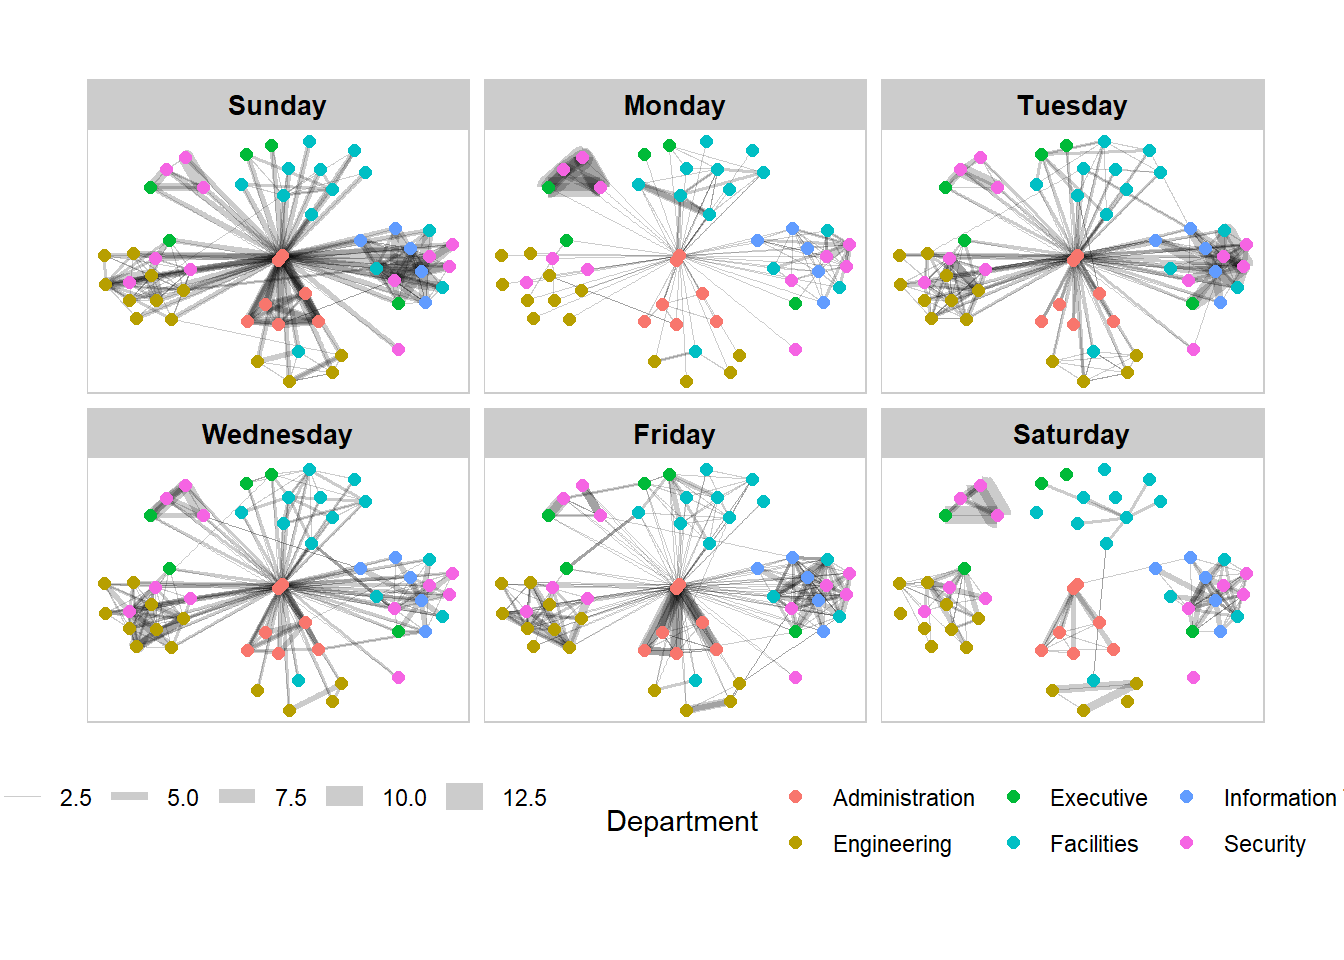 Sunday Monday Tuesday
Wednesday Friday Saturday
2.5 5.0 7.5 10.0 12.5
Department
Administration Executive Information
Engineering Facilities Security